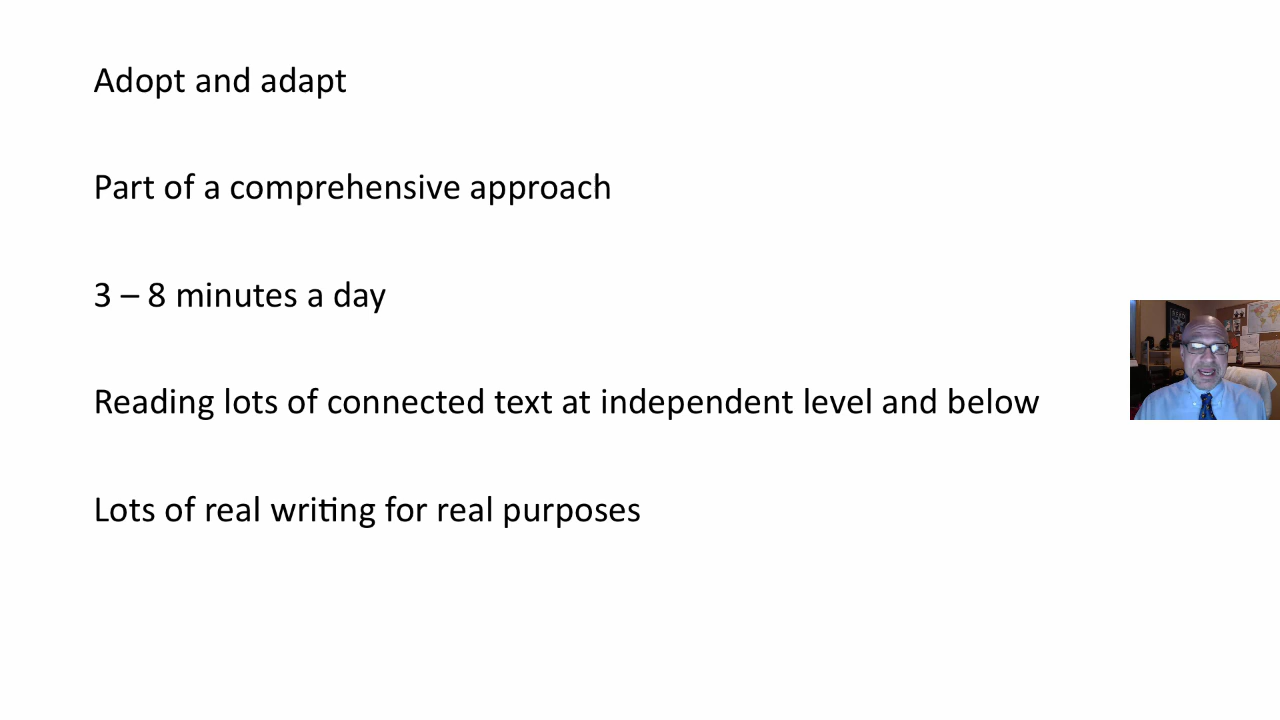 Adopt and adapt
Part of a comprehensive approach
3 – 8 minutes a day
Reading lots of connected text at independent level and below
Lots of real writing for real purposes